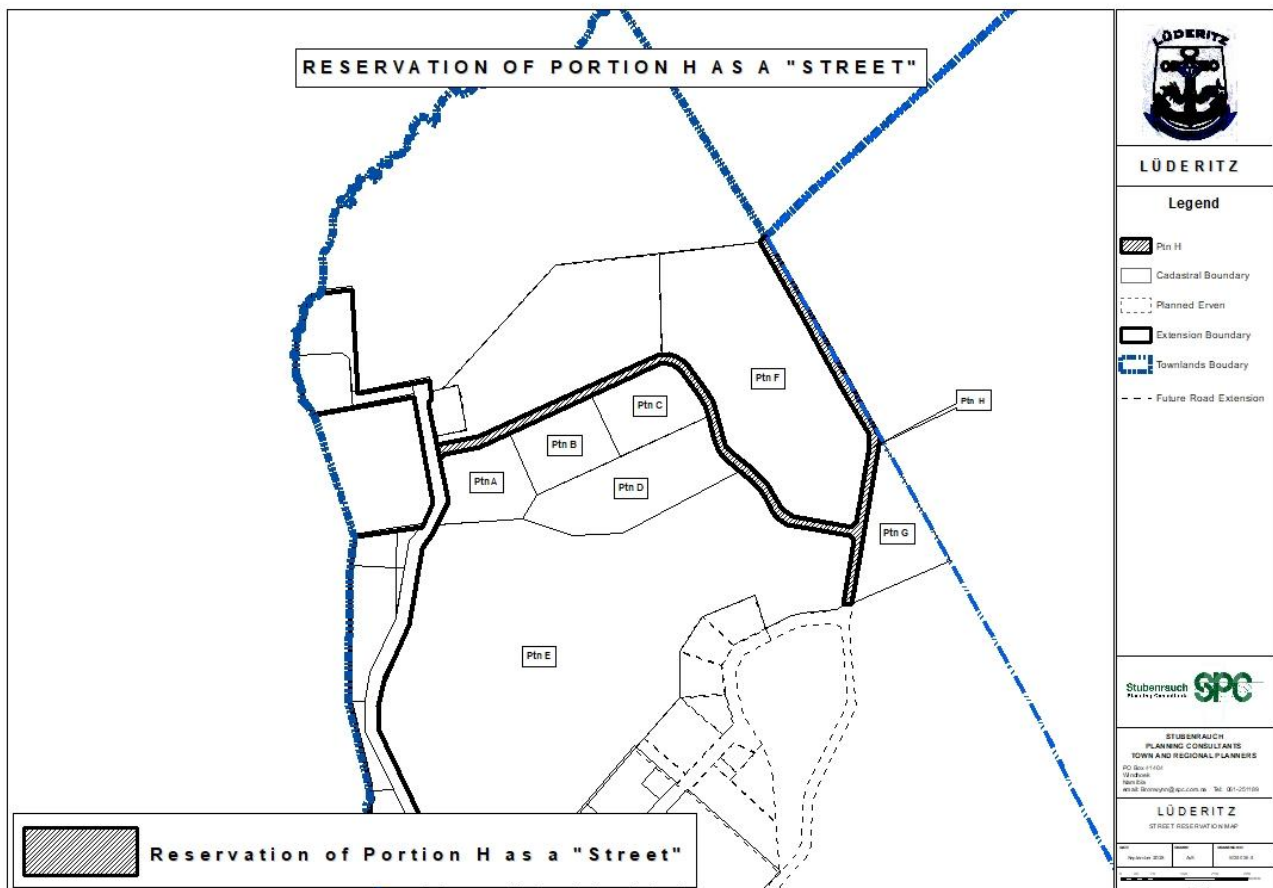 RESERVATION OF PORTION H AS A "STREET"
LÜDERITZ
LÜDERITZ
Legend
Ptn H
Cadastral Boundary
Planned Erven
Extension Boundary
Townlands Boudary
Future Road Extension
Ptn F
Ptn H
Ptn C
Ptn B
Ptn A
Ptn D
Ptn G
Ptn E
Stubenrauch SPC
STUBENRAUCH
PLANNING CONSULTANTS
TOWN AND REGIONAL PLANNERS
PO Box 11404
Windhoek
Namibia
LÜDERITZ
STREET RESERVATION MAP
Reservation of Portion H as a "Street"